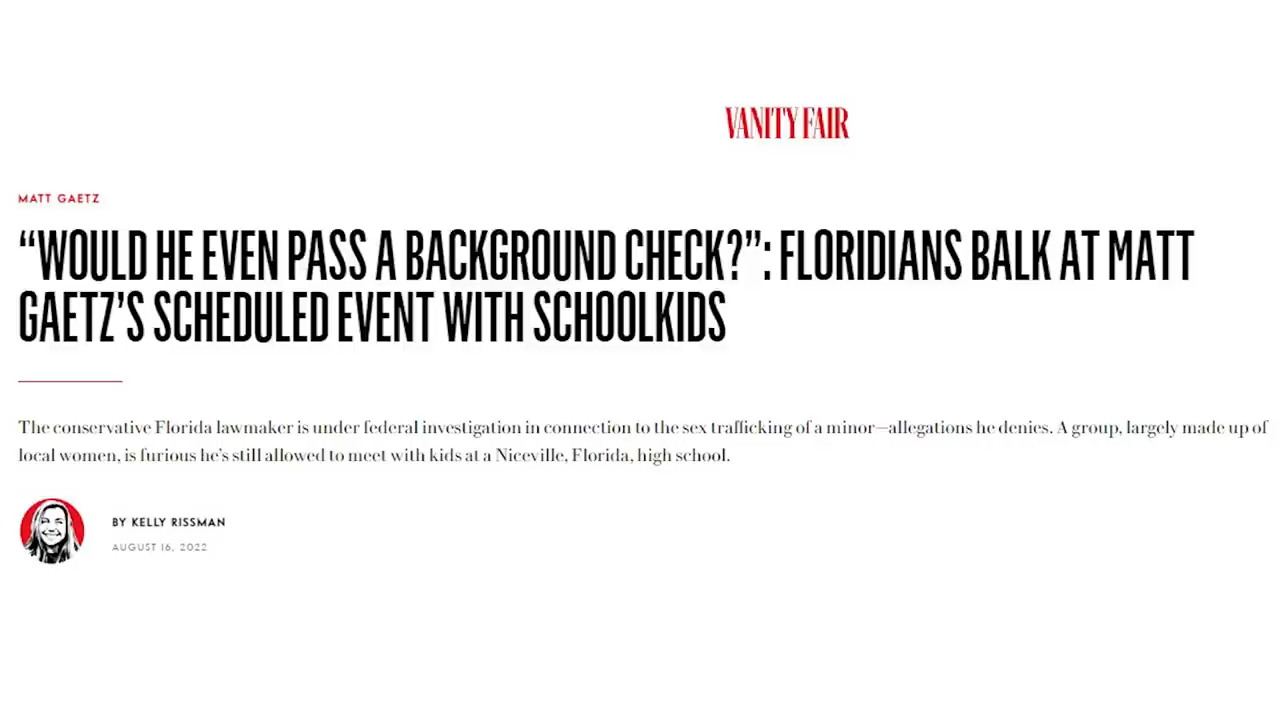 VANITY FAIR
MATT GAETZ
“WOULD HE EVEN PASS A BACKGROUND CHECK?”: FLORIDIANS BALK AT MATT
GAETZ’S SCHEDULED EVENT WITH SCHOOLKIDS
The conservative Florida lawmaker is under federal investigation in connection to the sex trafficking of a minor—allegations he denies. A group, largely made up of
local women, is furious he’s still allowed to meet with kids at a Niceville, Florida, high school.
BY KELLY RISSMAN
AUGUST 16, 2022